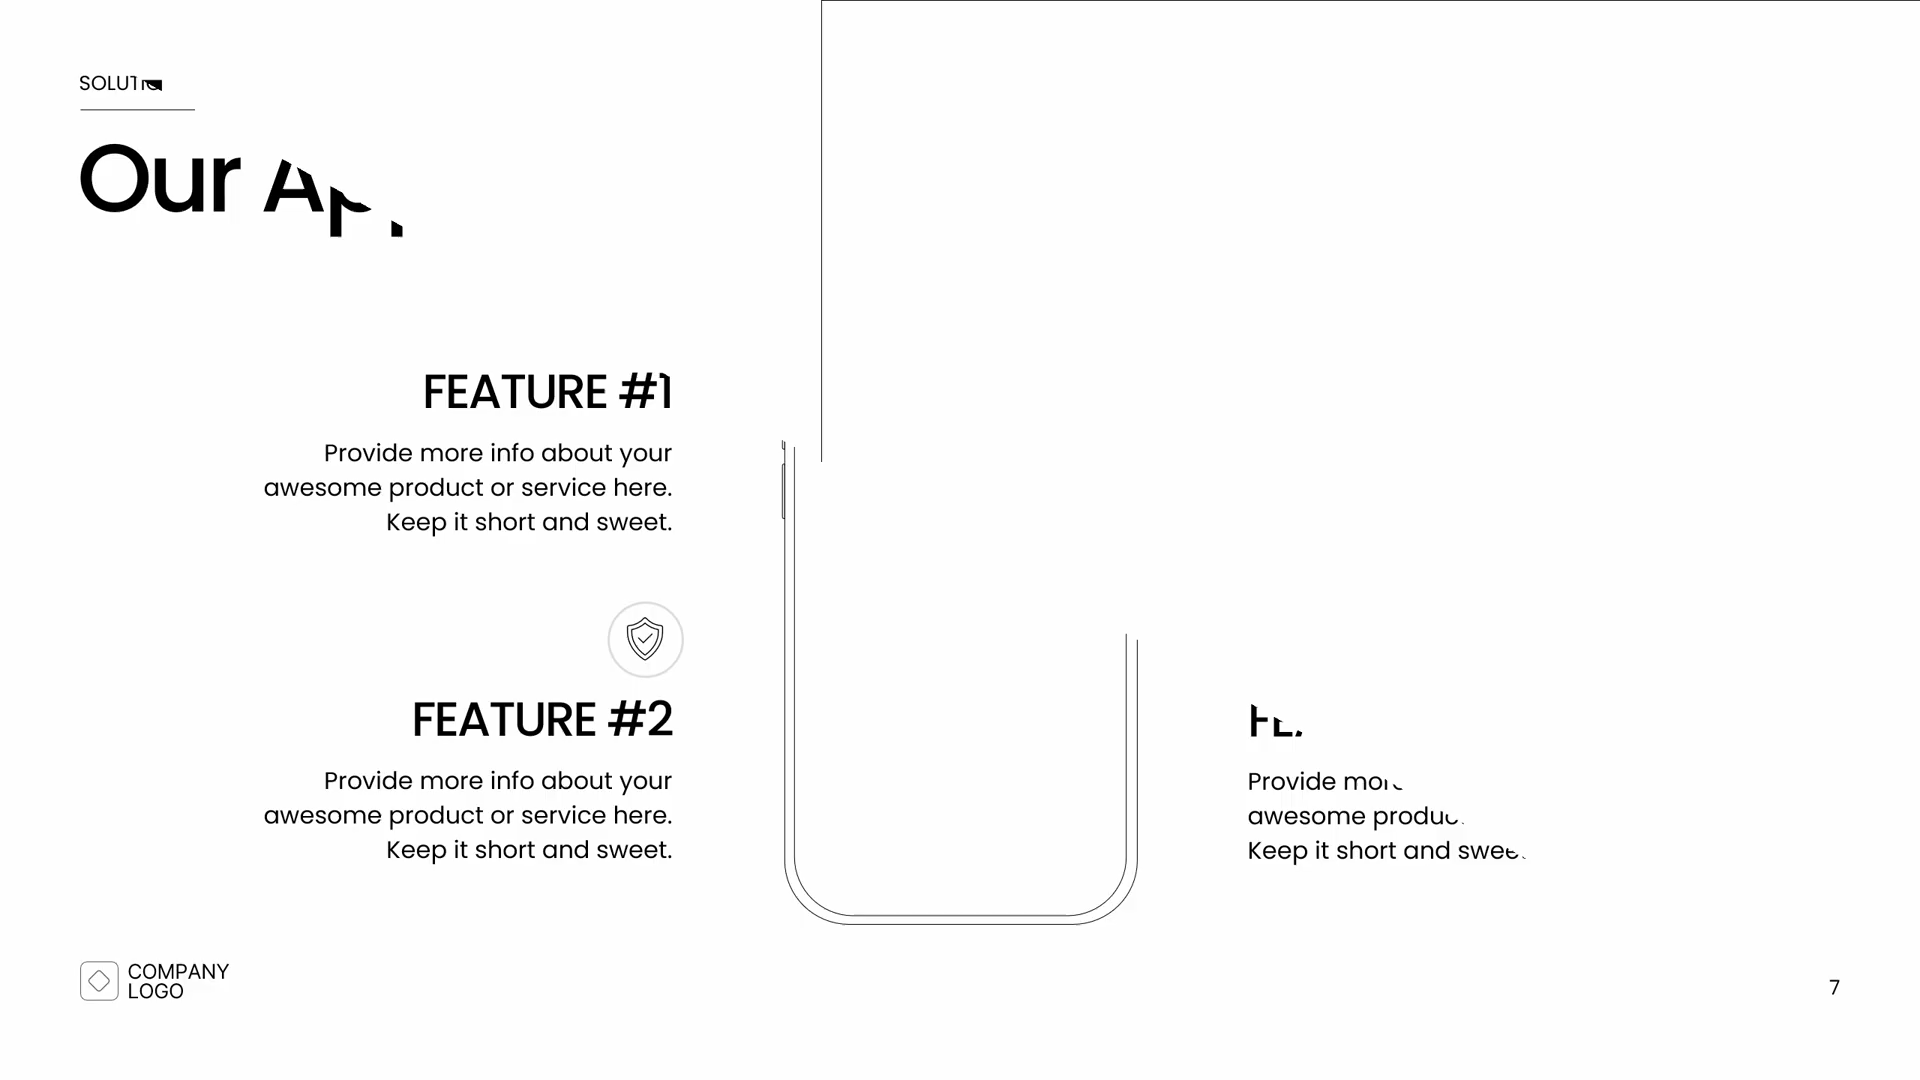 Our
FEATURE #1
Provide more info about your
awesome product or service here.
Keep it short and sweet.
FEATURE #2
Provide more info about your
awesome product or service here.
Keep it short and sweet.
Provide
awesome
Keep it short and
COMPANY
LOGO
7